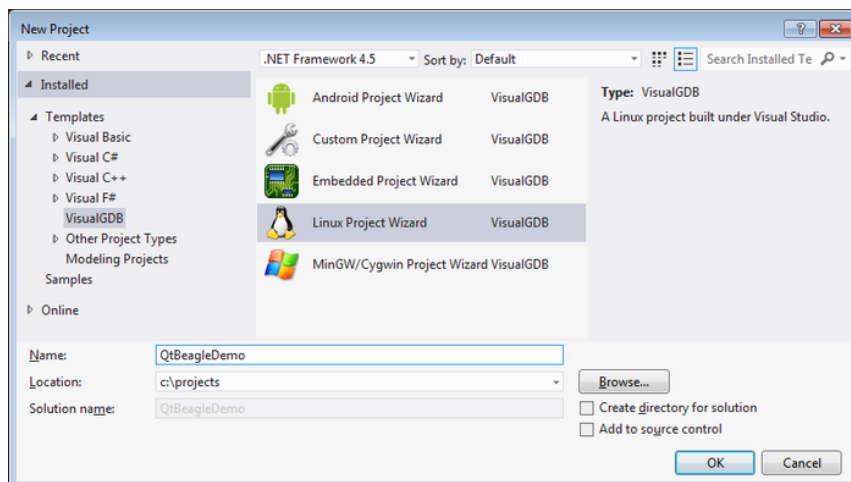 New Project
Recent
.NET Framework 4.5 Sort by: Default Search Installed Te
Installed
Templates
Visual Basic
Visual C#
Visual C++
Visual F#
VisualGDB
Other Project Types
Modeling Projects
Samples
Online
Android Project Wizard VisualGDB
Custom Project Wizard VisualGDB
Embedded Project Wizard VisualGDB
Linux Project Wizard VisualGDB
MinGW/Cygwin Project Wizard VisualGDB
Type: VisualGDB
A Linux project built under Visual Studio.
Name: QtBeagleDemo
Location: c:\projects Browse...
Solution name: QtBeagleDemo
Create directory for solution
Add to source control
OK Cancel